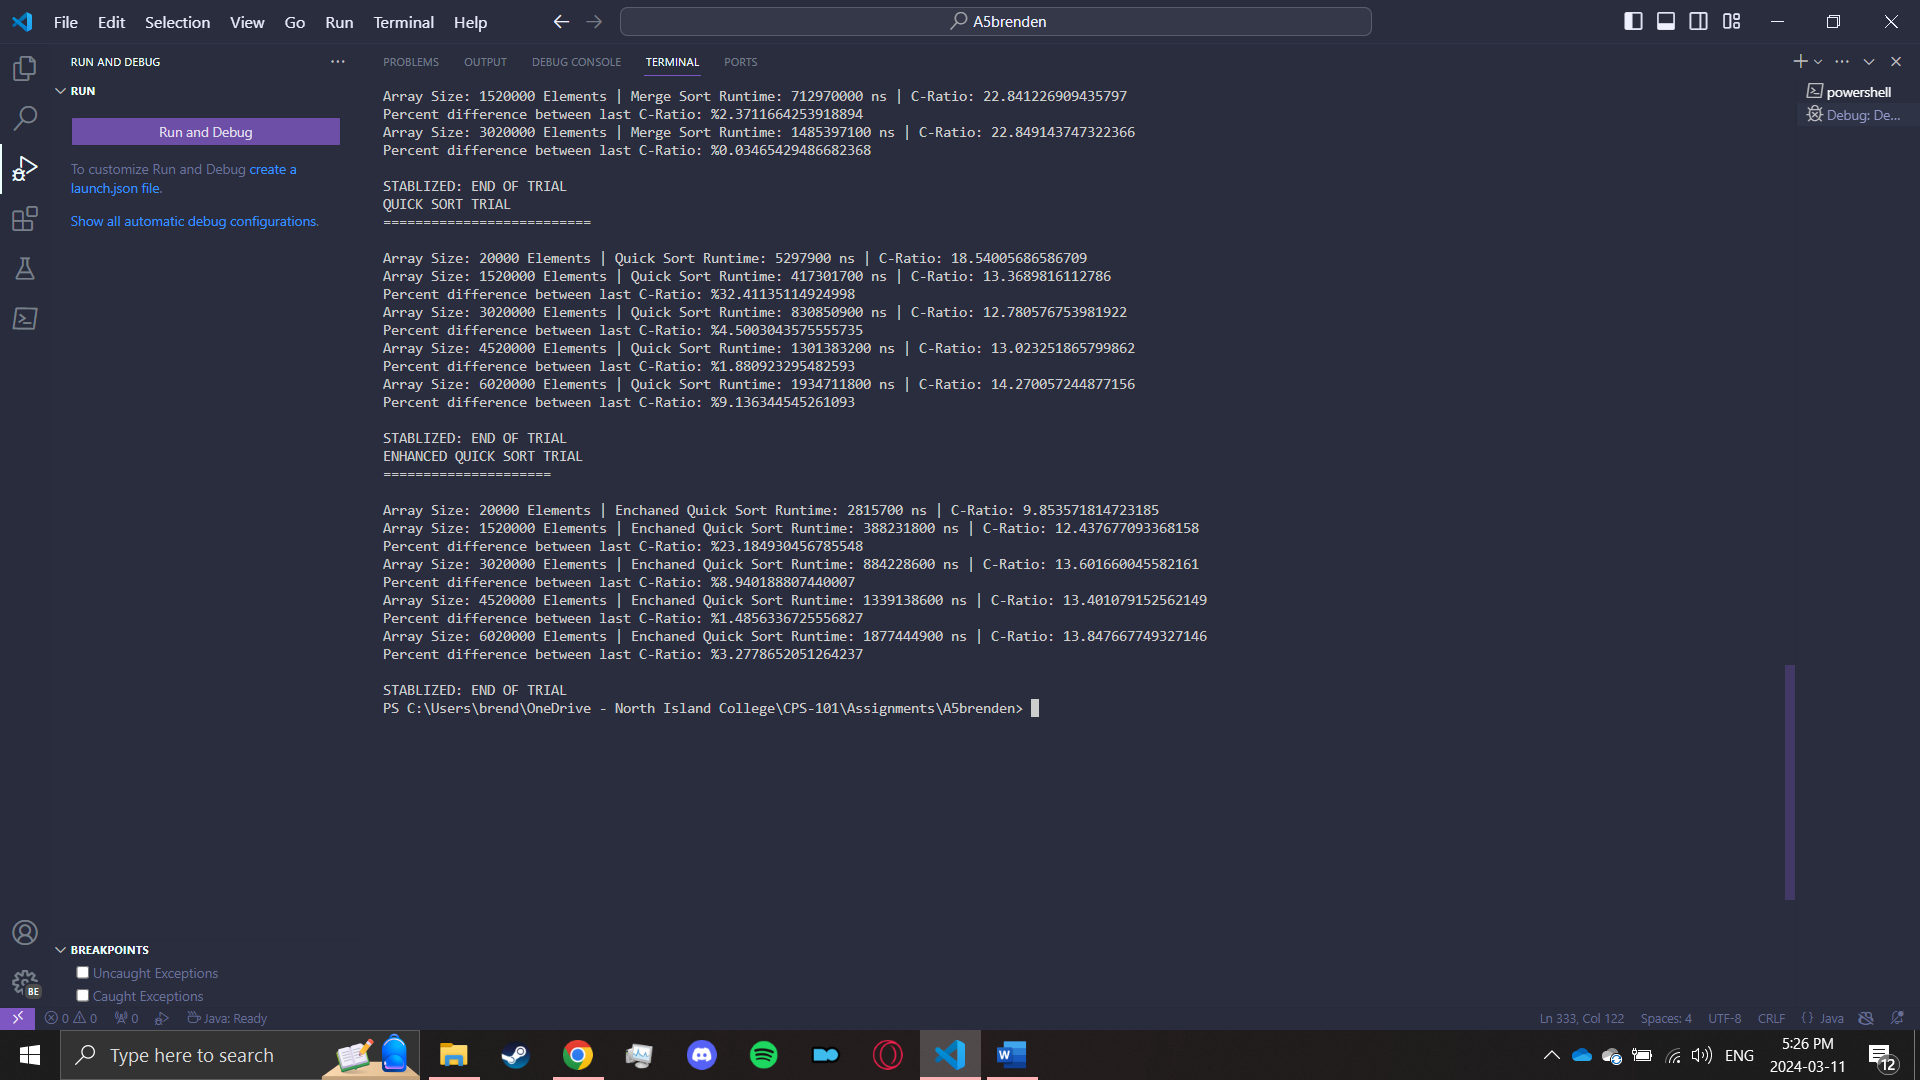 File Edit Selection View Go Run Terminal Help
A5brenden
RUN AND DEBUG
RUN
Run and Debug
To customize Run and Debug create a
launch.json file.
Show all automatic debug configurations.
PROBLEMS OUTPUT DEBUG CONSOLE TERMINAL PORTS
Array Size: 1520000 Elements | Merge Sort Runtime: 712970000 ns | C-Ratio: 22.841226909435797
Percent difference between last C-Ratio: %2.3711664253918894
Array Size: 3020000 Elements | Merge Sort Runtime: 1485397100 ns | C-Ratio: 22.849143747322366
Percent difference between last C-Ratio: %0.03465429486682368
STABLIZED: END OF TRIAL
QUICK SORT TRIAL
==========================
Array Size: 20000 Elements | Quick Sort Runtime: 5297900 ns | C-Ratio: 18.54005686586709
Array Size: 1520000 Elements | Quick Sort Runtime: 417301700 ns | C-Ratio: 13.3689816112786
Percent difference between last C-Ratio: %32.41135114924998
Array Size: 3020000 Elements | Quick Sort Runtime: 830850900 ns | C-Ratio: 12.780576753981922
Percent difference between last C-Ratio: %4.5003043575555735
Array Size: 4520000 Elements | Quick Sort Runtime: 1301383200 ns | C-Ratio: 13.023251865799862
Percent difference between last C-Ratio: %1.880923295482593
Array Size: 6020000 Elements | Quick Sort Runtime: 1934711800 ns | C-Ratio: 14.270057244877156
Percent difference between last C-Ratio: %9.136344545261093
STABLIZED: END OF TRIAL
ENHANCED QUICK SORT TRIAL
=====================
Array Size: 20000 Elements | Enchaned Quick Sort Runtime: 2815700 ns | C-Ratio: 9.853571814723185
Array Size: 1520000 Elements | Enchaned Quick Sort Runtime: 388231800 ns | C-Ratio: 12.437677093368158
Percent difference between last C-Ratio: %23.184930456785548
Array Size: 3020000 Elements | Enchaned Quick Sort Runtime: 884228600 ns | C-Ratio: 13.601660045582161
Percent difference between last C-Ratio: %8.940188807440007
Array Size: 4520000 Elements | Enchaned Quick Sort Runtime: 1339138600 ns | C-Ratio: 13.401079152562149
Percent difference between last C-Ratio: %1.4856336725556827
Array Size: 6020000 Elements | Enchaned Quick Sort Runtime: 1877444900 ns | C-Ratio: 13.847667749327146
Percent difference between last C-Ratio: %3.2778652051264237
STABLIZED: END OF TRIAL
PS C:\Users\brend\OneDrive - North Island College\CPS-101\Assignments\A5brenden>
powershell
Debug: De...
BREAKPOINTS
Uncaught Exceptions
Caught Exceptions
BE
0 0 0 Java: Ready
Ln 333, Col 122 Spaces: 4 UTF-8 CRLF {} Java
Type here to search
ENG
5:26 PM
2024-03-11
12